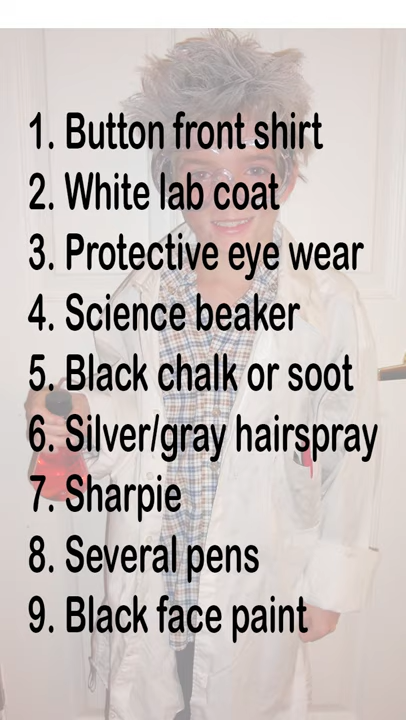 1. Button front shirt
2. White lab coat
3. Protective eye wear
4. Science beaker
5. Black chalk or soot
6. Silver/gray hairspray
7. Sharpie
8. Several pens
9. Black face paint